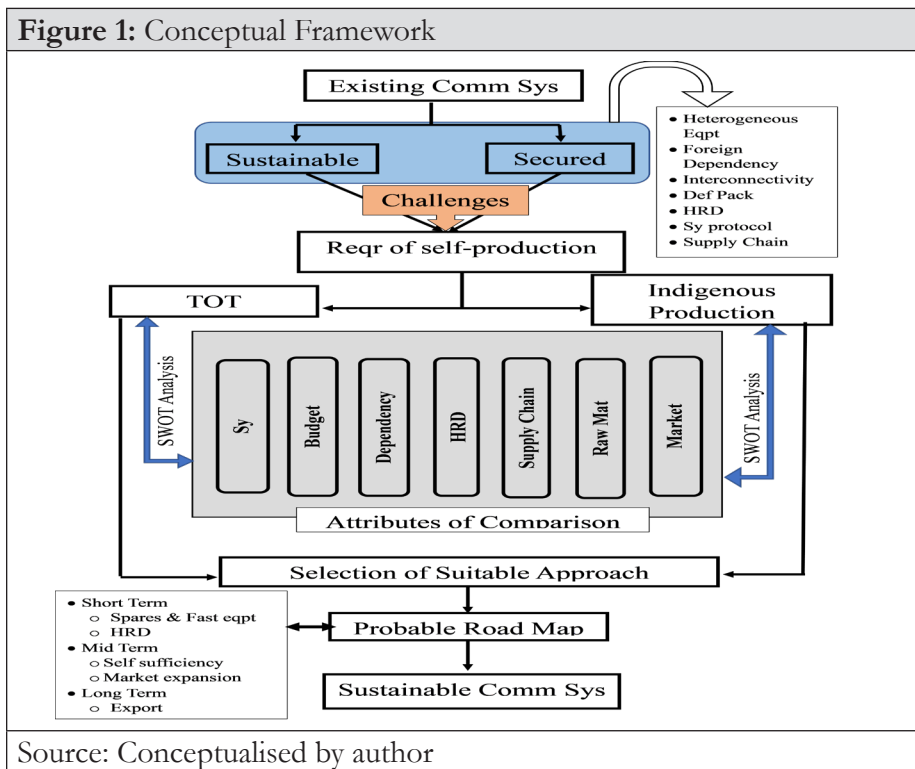 Figure 1: Conceptual Framework
Existing Comm Sys
Sustainable
Secured
• Heterogeneous
Eqpt
• Foreign
Dependency
• Interconnectivity
• Def Pack
• HRD
• Sy protocol
• Supply Chain
Challenges
Reqr of self-production
TOT
Indigenous
Production
SWOT Analysis
Sy
Budget
Dependency
HRD
Supply Chain
Raw Mat
Market
SWOT Analysis
Attributes of Comparison
Selection of Suitable Approach
• Short Term
o Spares & Fast eqpt
o HRD
• Mid Term
o Self sufficiency
o Market expansion
• Long Term
o Export
Probable Road Map
Sustainable Comm Sys
Source: Conceptualised by author